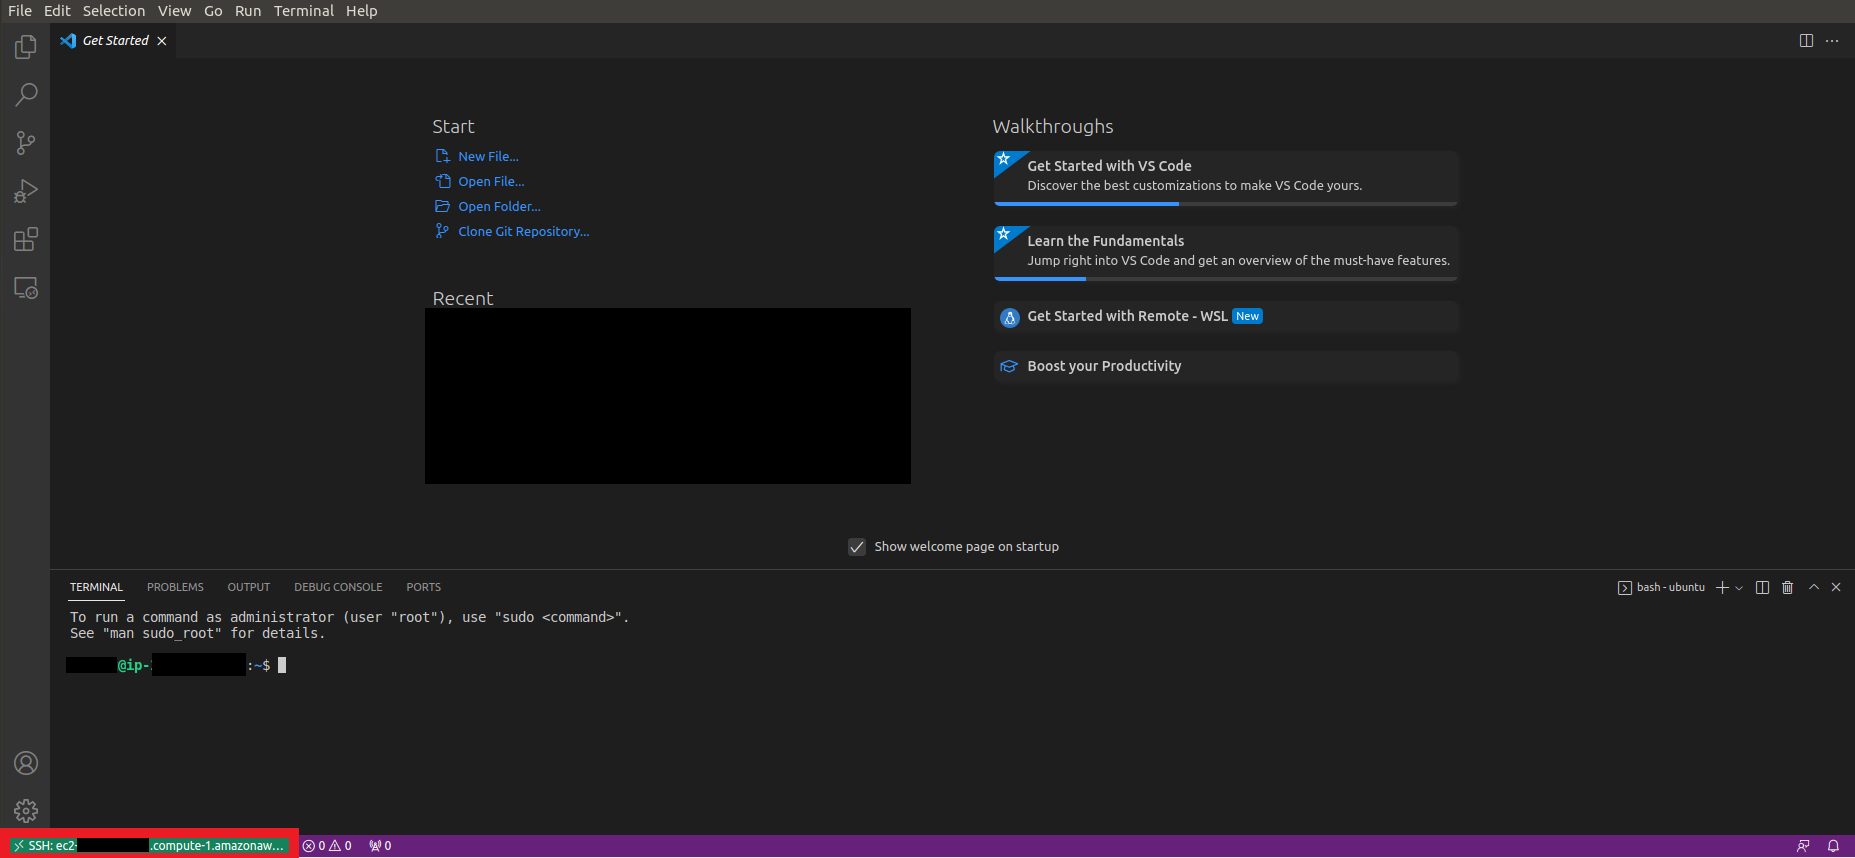 File Edit Selection View Go Run Terminal Help
Get Started
Start
New File...
Open File...
Open Folder...
Clone Git Repository...
Recent
Walkthroughs
Get Started with VS Code
Discover the best customizations to make VS Code yours.
Learn the Fundamentals
Jump right into VS Code and get an overview of the must-have features.
Get Started with Remote - WSL New
Boost your Productivity
Show welcome page on startup
TERMINAL PROBLEMS OUTPUT DEBUG CONSOLE PORTS
bash - ubuntu
To run a command as administrator (user "root"), use "sudo <command>".
See "man sudo_root" for details.
@ip- :~$
SSH: ec2- .compute-1.amazonaw... 0 0 0